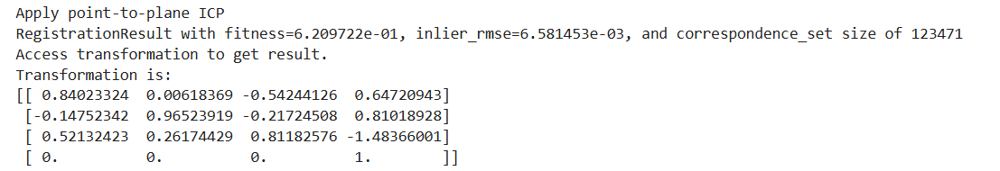 Apply point-to-plane ICP
RegistrationResult with fitness=6.209722e-01, inlier_rmse=6.581453e-03, and correspondence_set size of 123471
Access transformation to get result.
Transformation is:
[[ 0.84023324  0.00618369 -0.54244126  0.64720943]
 [-0.14752342  0.96523919 -0.21724508  0.81018928]
 [ 0.52132423  0.26174429  0.81182576 -1.48366001]
 [ 0.          0.          0.          1.        ]]